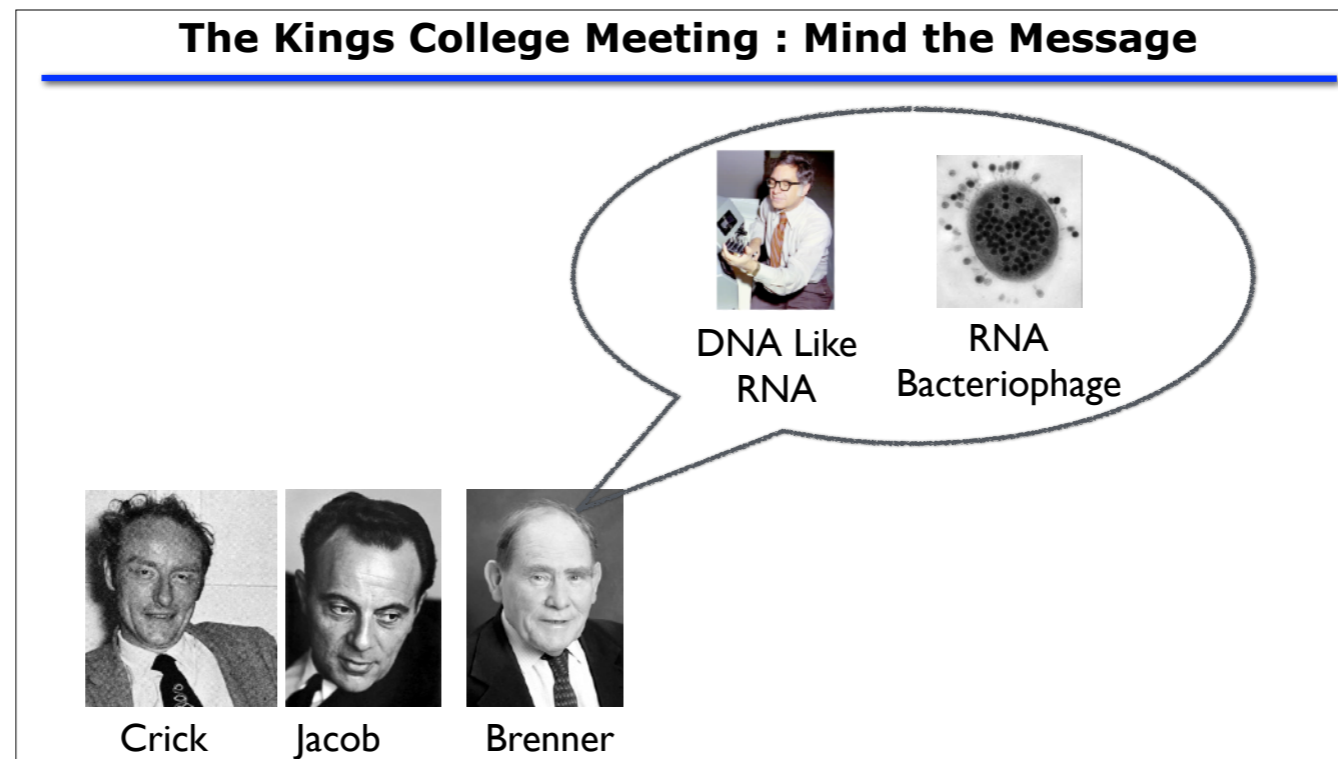 The Kings College Meeting : Mind the Message
DNA Like
RNA
RNA
Bacteriophage
Crick
Jacob
Brenner